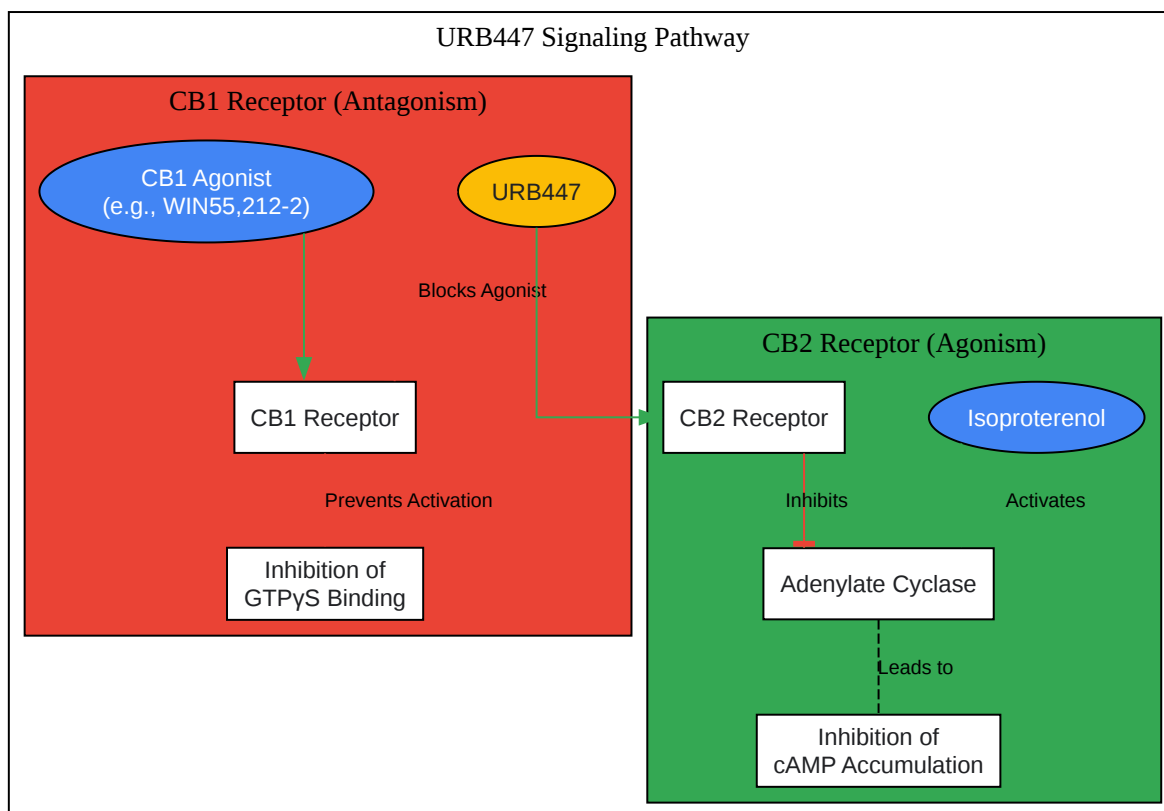 URB447 Signaling Pathway
CB1 Receptor (Antagonism)
CB1 Agonist
(e.g., WIN55,212-2)
URB447
Blocks Agonist
CB1 Receptor
Prevents Activation
Inhibition of
GTPγS Binding
CB2 Receptor (Agonism)
CB2 Receptor
Isoproterenol
Inhibits
Activates
Adenylate Cyclase
Leads to
Inhibition of
cAMP Accumulation